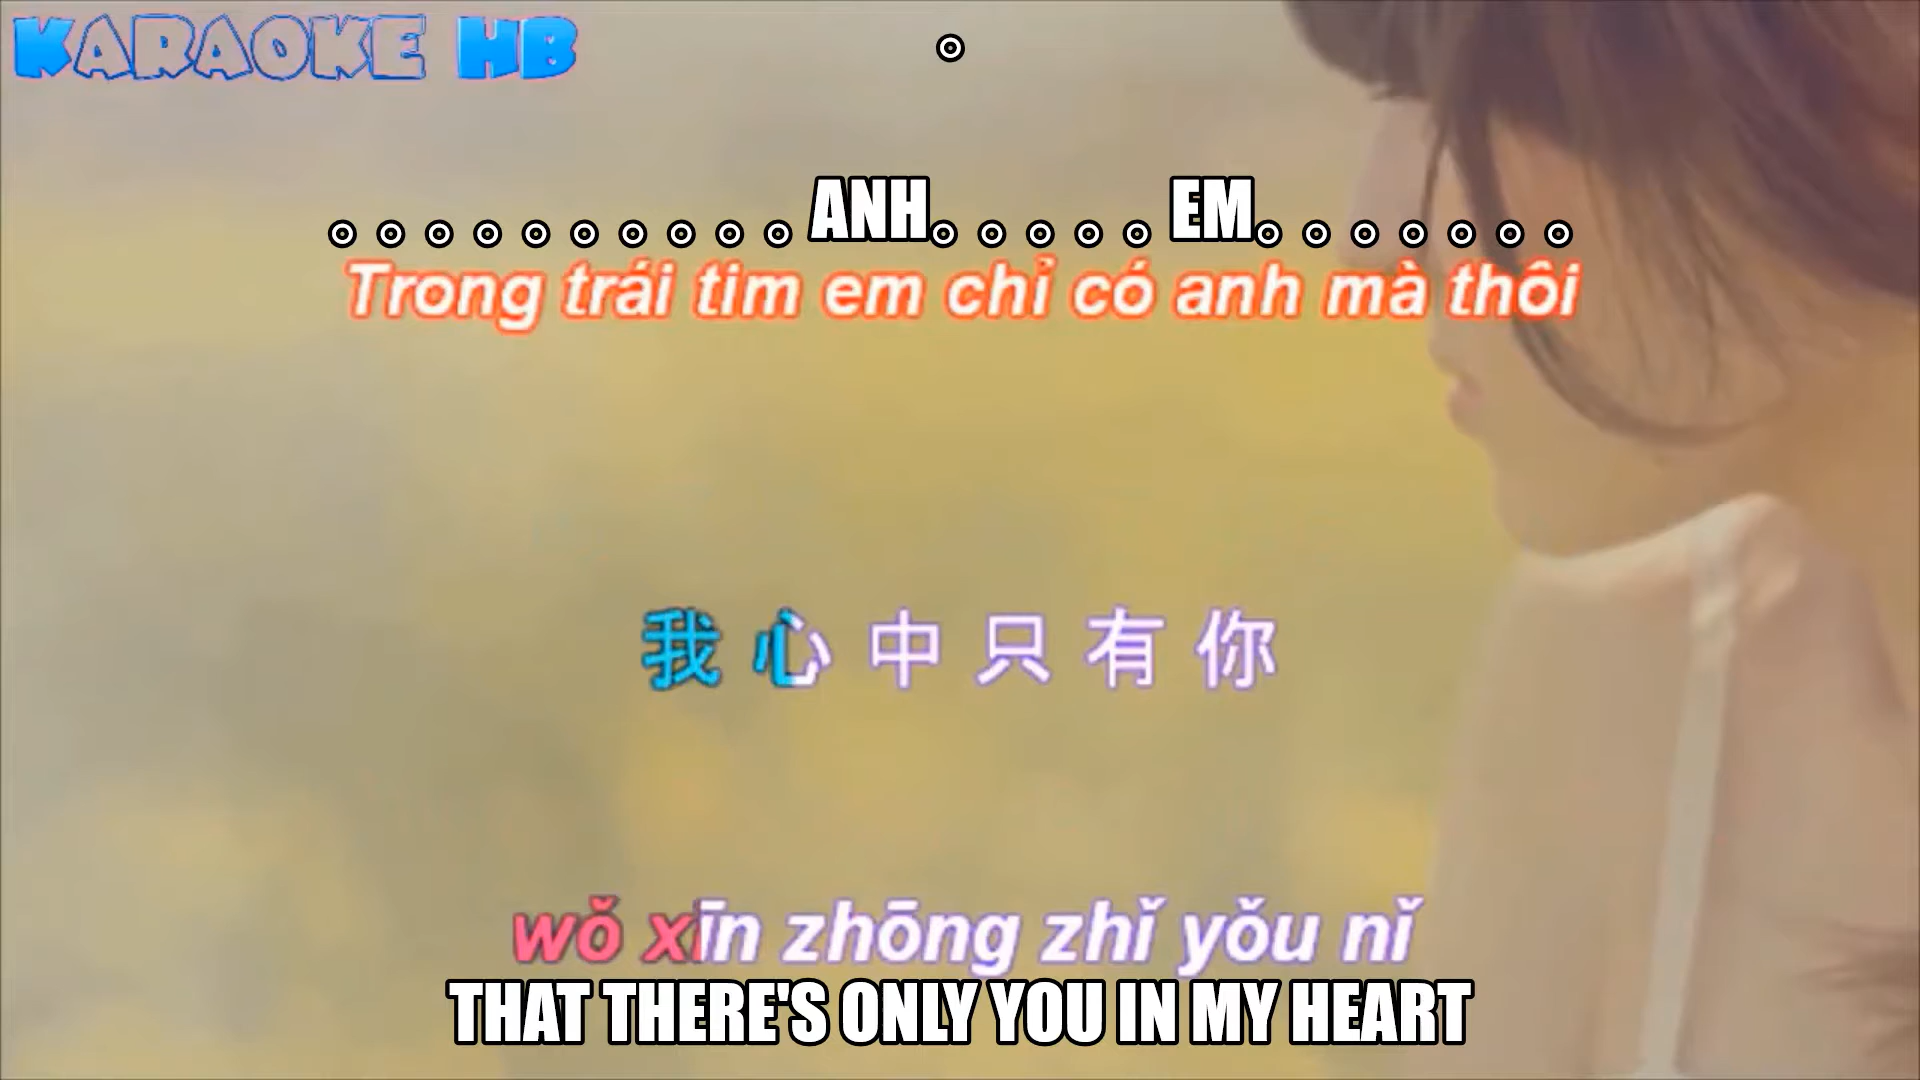 KARAOKE HB
。
。。。。。。。。。。ANH。。。。。EM。。。。。。。
Trong trái tim em chỉ có anh mà thôi
我心中只有你
wǒ xīn zhōng zhǐ yǒu nǐ
THAT THERE'S ONLY YOU IN MY HEART